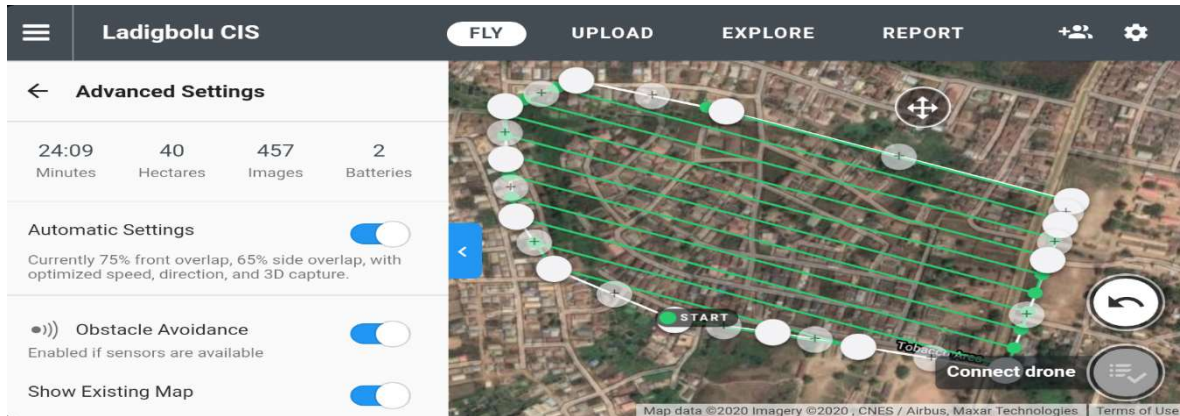 Ladigbolu CIS
FLY UPLOAD EXPLORE REPORT
Advanced Settings
24:09 40 457 2
Minutes Hectares Images Batteries
Automatic Settings
Currently 75% front overlap, 65% side overlap, with
optimized speed, direction, and 3D capture.
Obstacle Avoidance
Enabled if sensors are available
Show Existing Map
START
Tobacco Area
Connect drone
Map data ©2020 Imagery ©2020 , CNES / Airbus, Maxar Technologies
Terms of Use